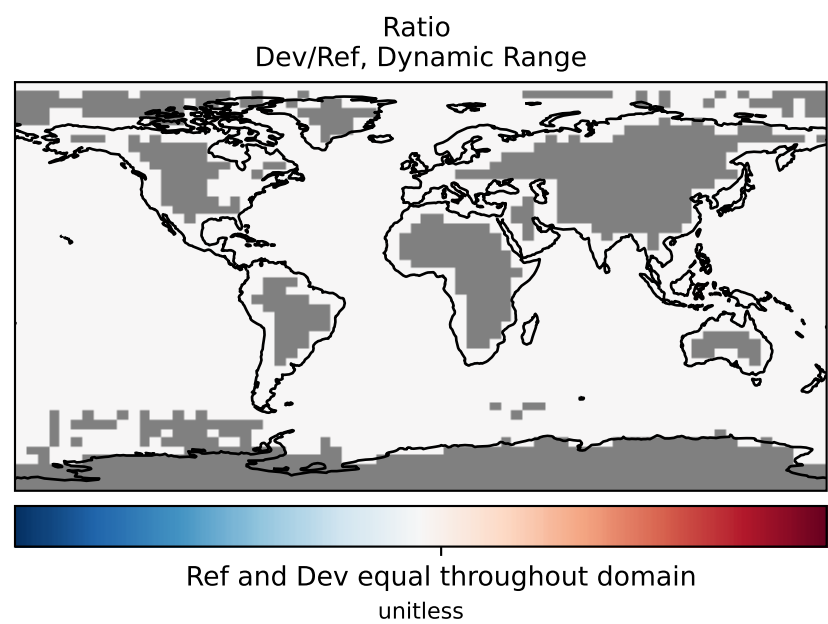 Ratio
Dev/Ref, Dynamic Range
Ref and Dev equal throughout domain
unitless